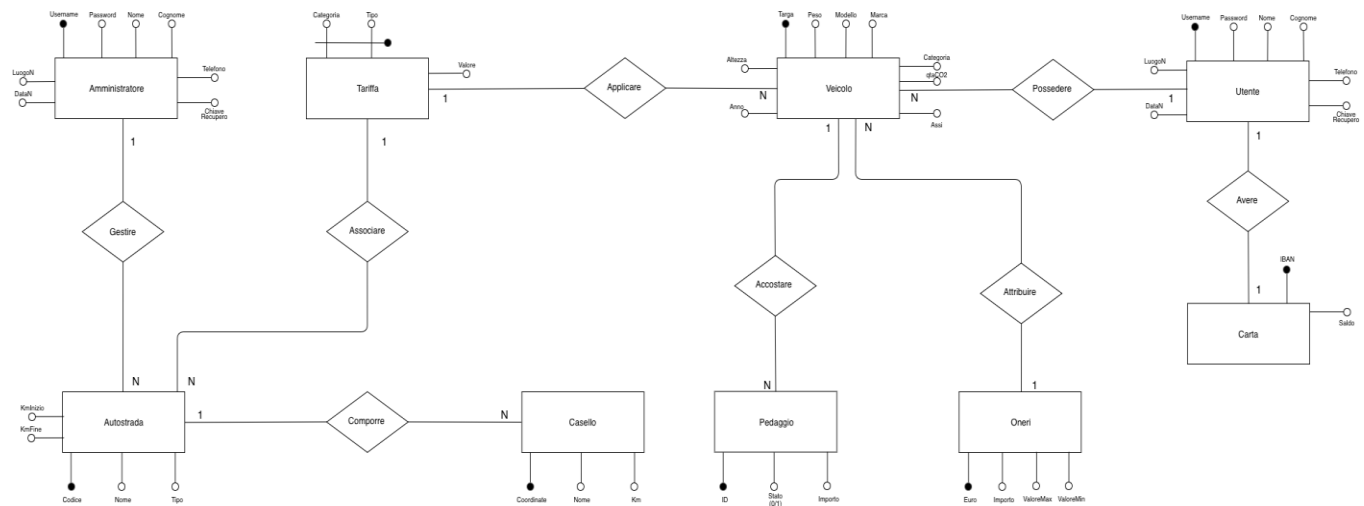 Username
Password
Nome
Cognome
LuogoN
DataN
Telefono
Chiave
Recupero
Amministratore
1
Gestire
N
Categoria
Tipo
Valore
Tariffa
1
1
Associare
N
Applicare
N
Targa
Peso
Modello
Marca
Altezza
Anno
Categoria
qtaCO2
Assi
Veicolo
1
N
N
Possedere
1
Username
Password
Nome
Cognome
LuogoN
DataN
Telefono
Chiave
Recupero
Utente
1
Avere
1
IBAN
Saldo
Carta
Accostare
N
Attribuire
1
KmInizio
KmFine
Autostrada
Codice
Nome
Tipo
1
Comporre
N
Casello
Coordinate
Nome
Km
Pedaggio
ID
Stato
(0/1)
Importo
Oneri
Euro
Importo
ValoreMax
ValoreMin